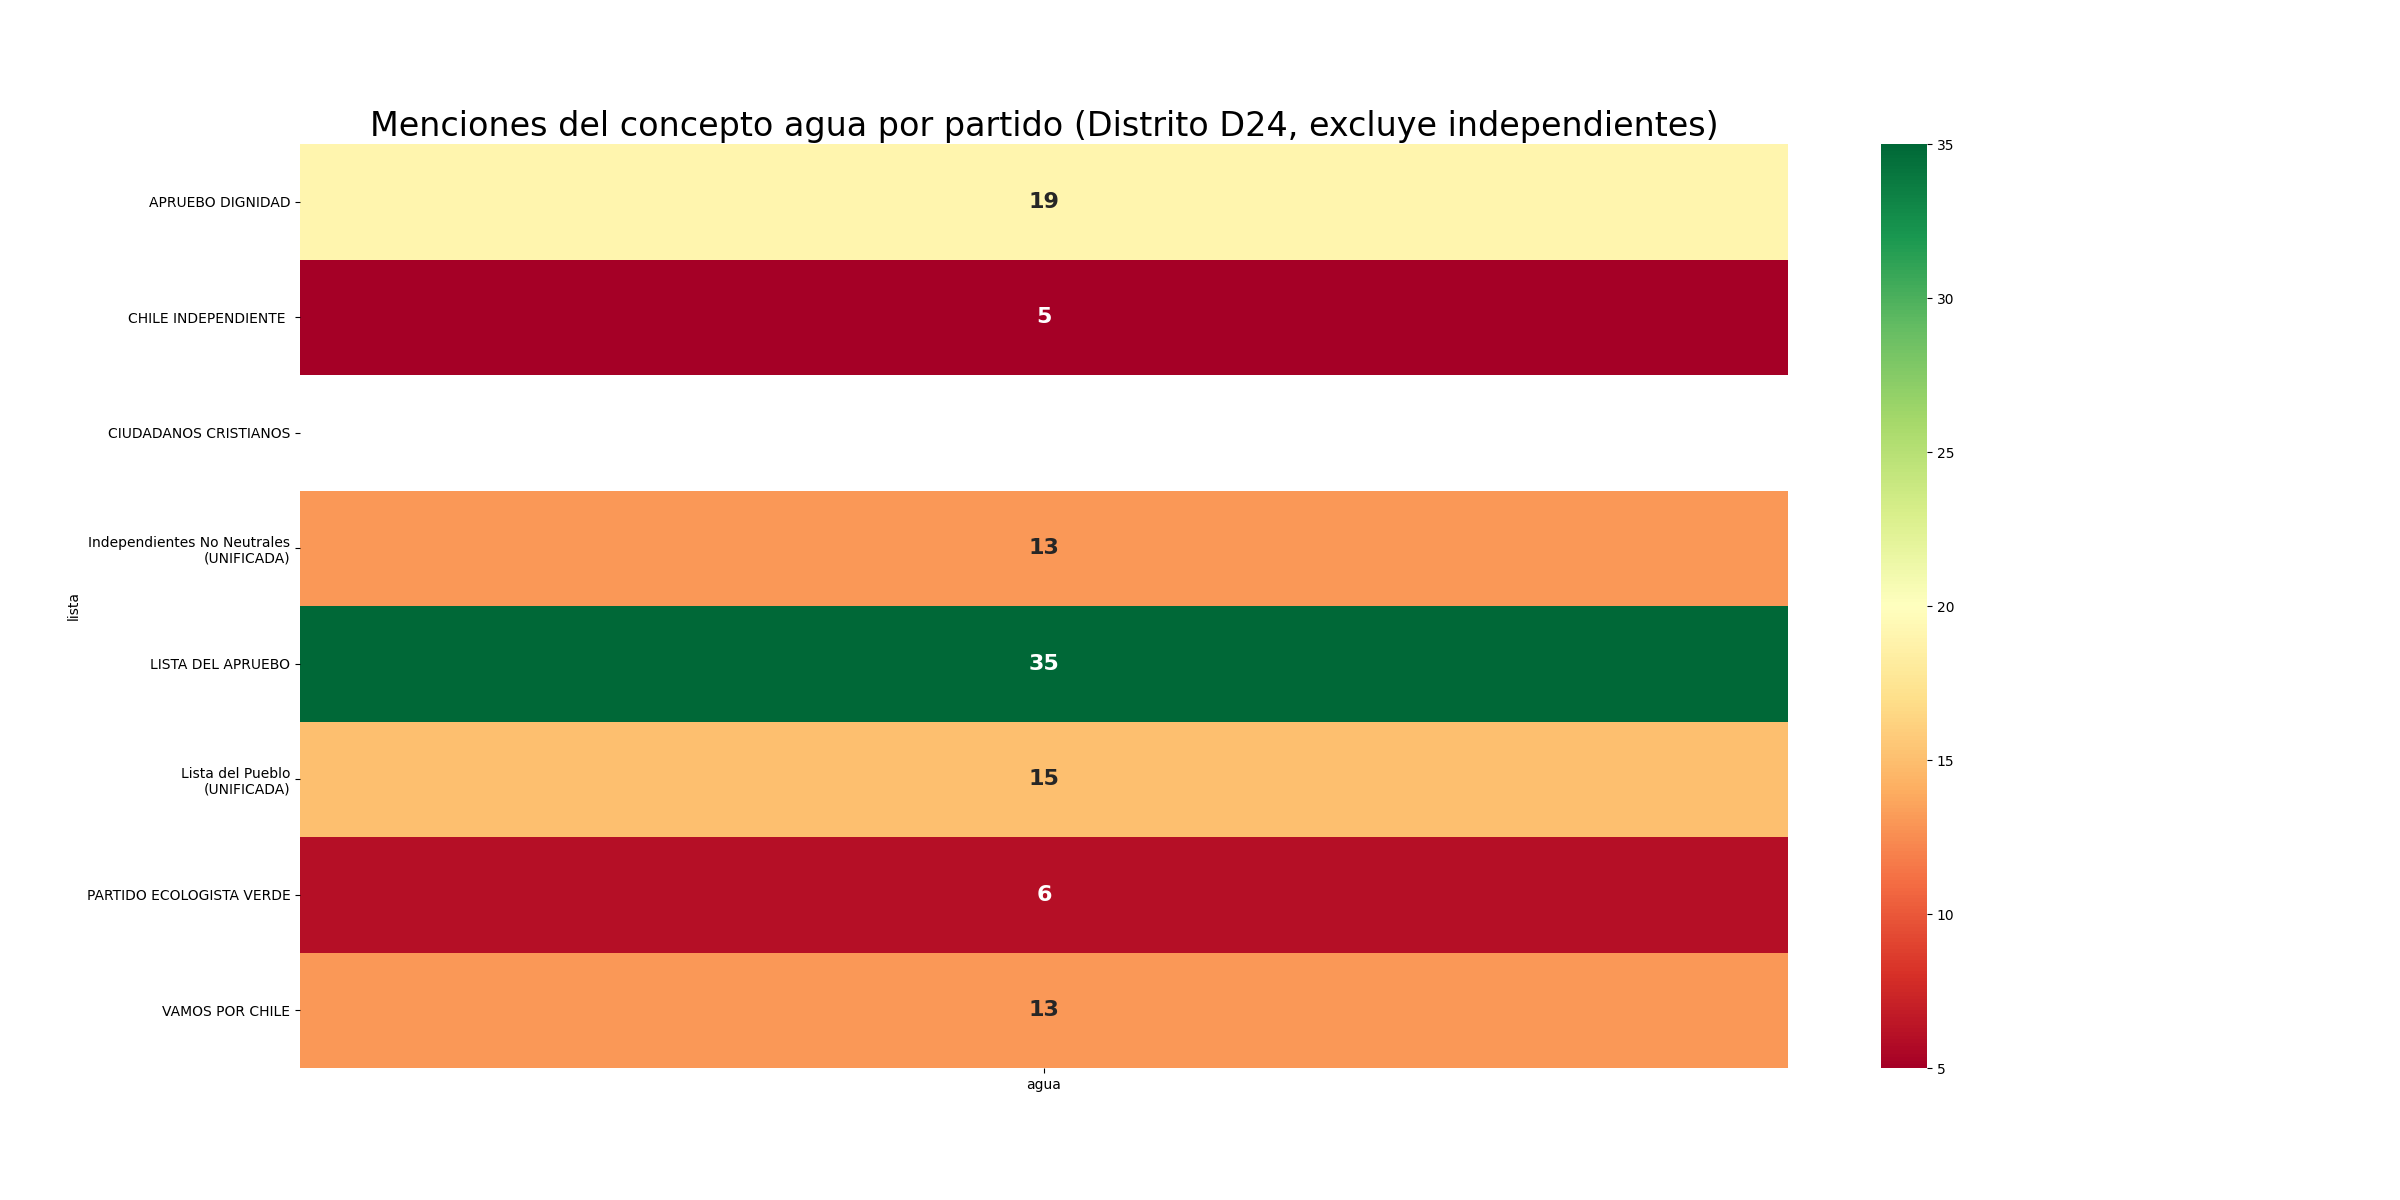 Menciones del concepto agua por partido (Distrito D24, excluye independientes)
APRUEBO DIGNIDAD
19
CHILE INDEPENDIENTE
5
CIUDADANOS CRISTIANOS
Independientes No Neutrales
(UNIFICADA)
13
LISTA DEL APRUEBO
35
Lista del Pueblo
(UNIFICADA)
15
PARTIDO ECOLOGISTA VERDE
6
VAMOS POR CHILE
13
lista
agua
35
30
25
20
15
10
5